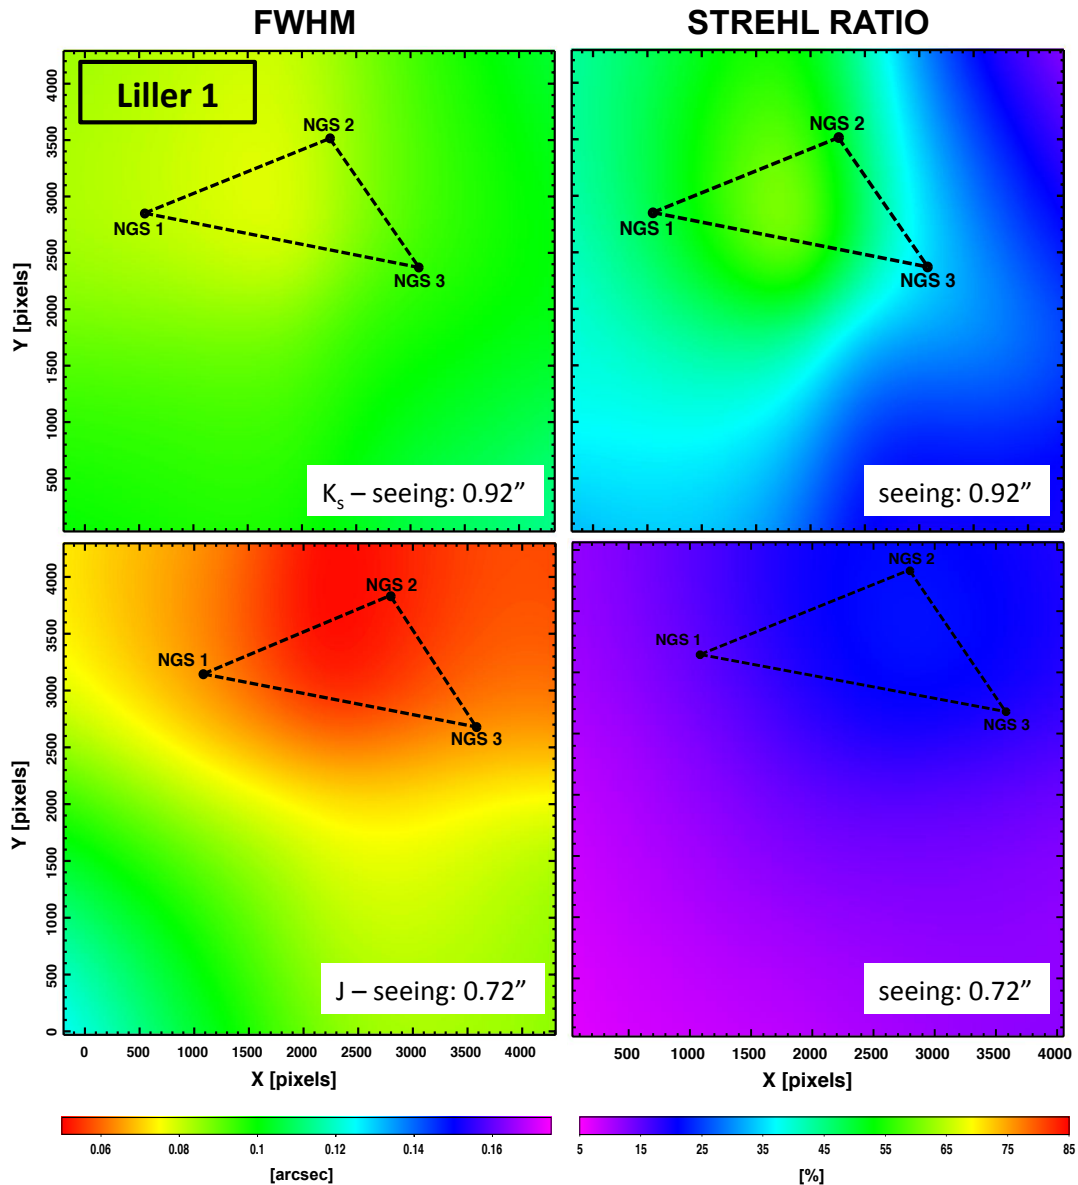 FWHM
STREHL RATIO
Liller 1
NGS 2
NGS 1
NGS 3
NGS 2
NGS 1
NGS 3
4000
3500
3000
2500
2000
1500
1000
500
Y [pixels]
Ks – seeing: 0.92”
seeing: 0.92”
NGS 2
NGS 1
NGS 3
NGS 2
NGS 1
NGS 3
4000
3500
3000
2500
2000
1500
1000
500
0
Y [pixels]
J – seeing: 0.72”
seeing: 0.72”
0 500 1000 1500 2000 2500 3000 3500 4000
500 1000 1500 2000 2500 3000 3500 4000
X [pixels]
X [pixels]
0.06 0.08 0.1 0.12 0.14 0.16
5 15 25 35 45 55 65 75 85
[arcsec]
[%]